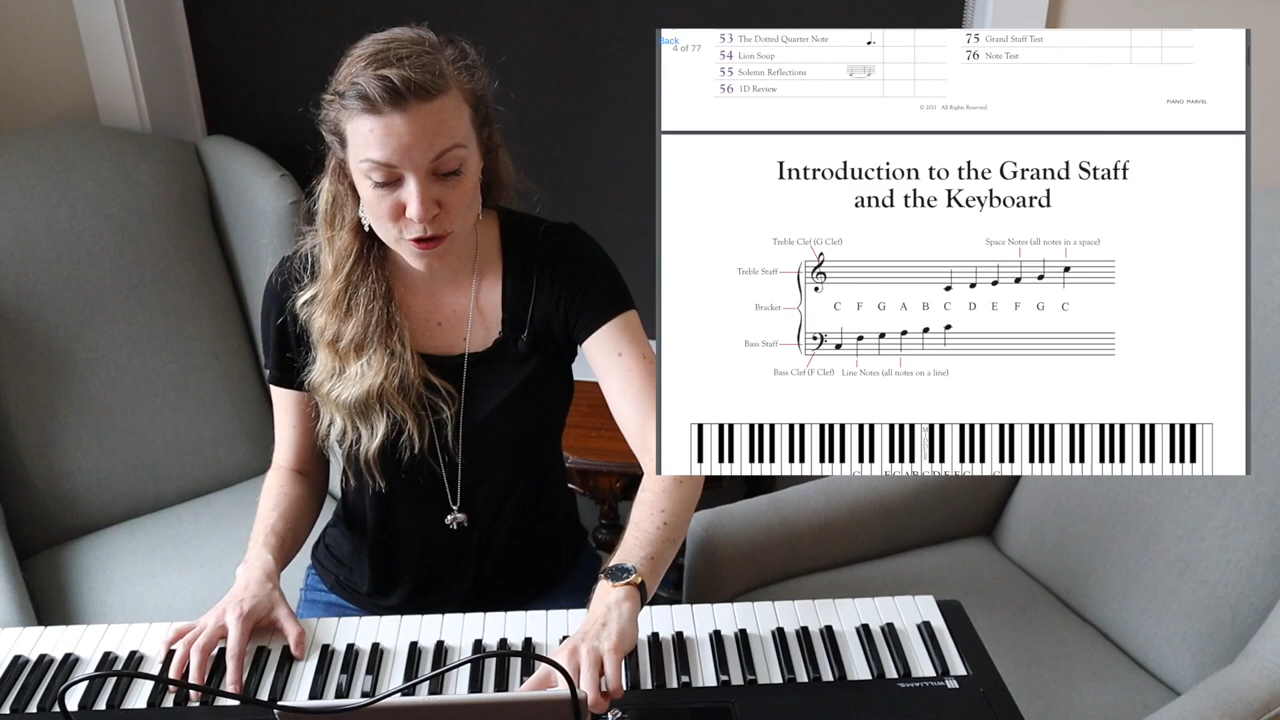 Back
4 of 77
53 The Dotted Quarter Note
54 Lion Soup
55 Solemn Reflections
56 1D Review
75 Grand Staff Test
76 Note Test
© 2011 All Rights Reserved
PIANO MARVEL
Introduction to the Grand Staff
and the Keyboard
Treble Clef (G Clef)
Space Notes (all notes in a space)
Treble Staff
Bracket
C F G A B C D E F G C
Bass Staff
Bass Clef (F Clef)
Line Notes (all notes on a line)
WILLIAMS